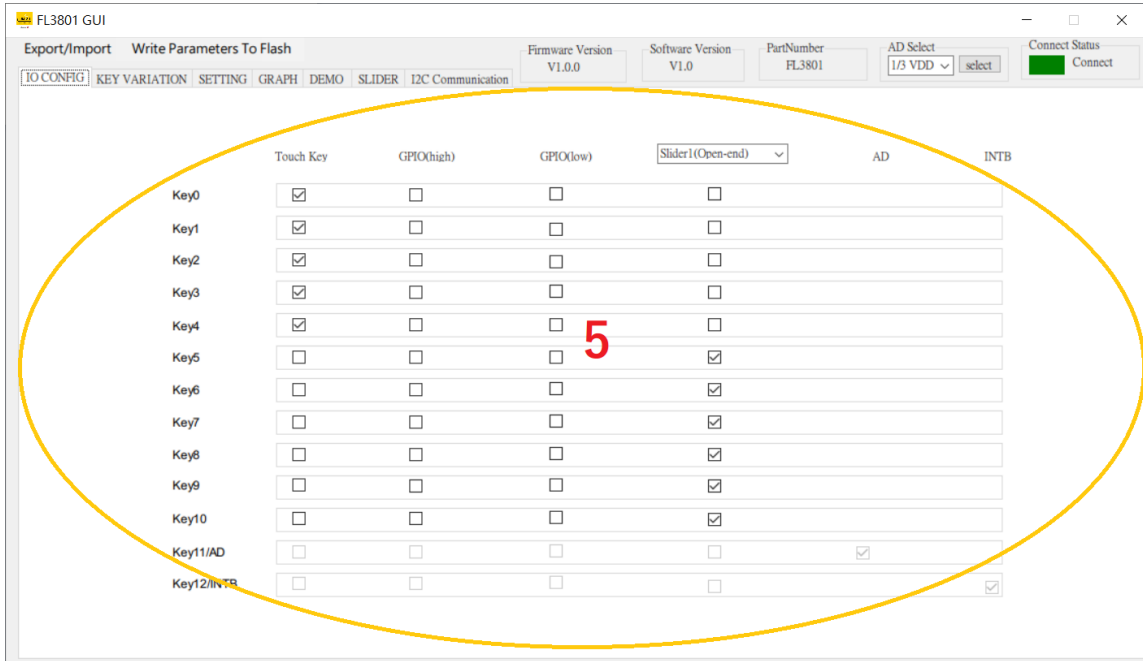 FL3801 GUI
Export/Import Write Parameters To Flash
Firmware Version
V1.0.0
Software Version
V1.0
PartNumber
FL3801
AD Select
1/3 VDD select
Connect Status
Connect
IO CONFIG KEY VARIATION SETTING GRAPH DEMO SLIDER I2C Communication
Touch Key GPIO(high) GPIO(low) Slider1(Open-end) AD INTB
Key0
Key1
Key2
Key3
Key4
5
Key5
Key6
Key7
Key8
Key9
Key10
Key11/AD
Key12/INTB